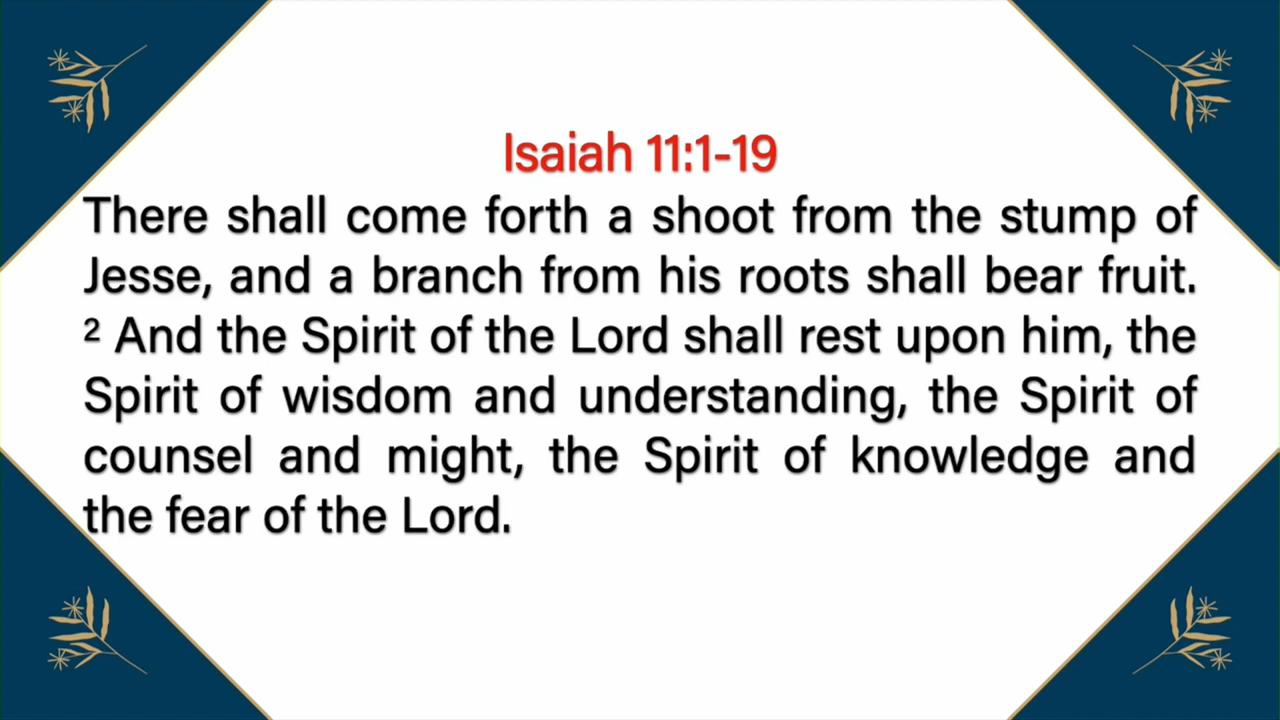 Isaiah 11:1-19
There shall come forth a shoot from the stump of
Jesse, and a branch from his roots shall bear fruit.
² And the Spirit of the Lord shall rest upon him, the
Spirit of wisdom and understanding, the Spirit of
counsel and might, the Spirit of knowledge and
the fear of the Lord.